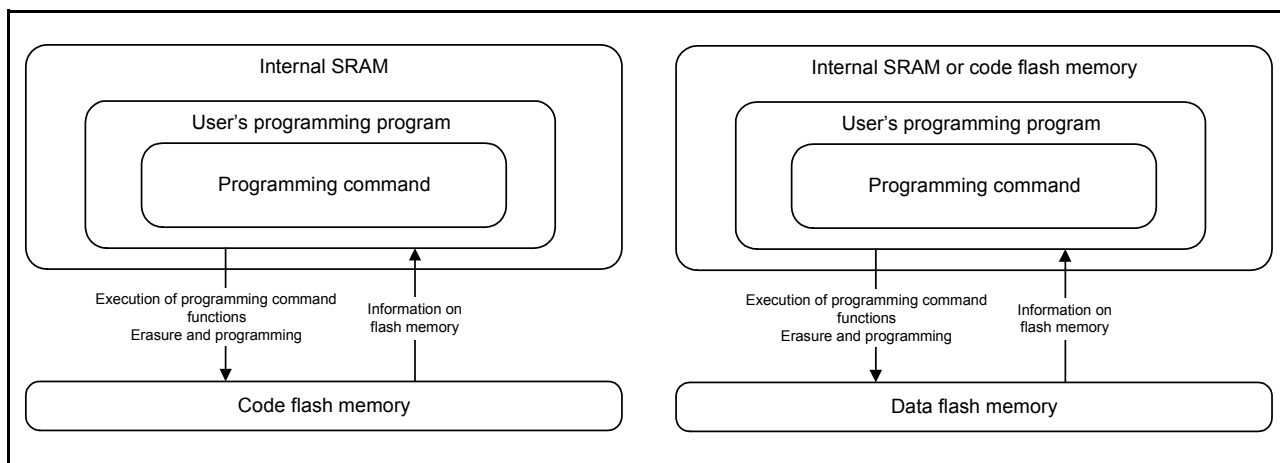 Internal SRAM
User's programming program
Programming command
Execution of programming command
functions
Erasure and programming
Information on
flash memory
Code flash memory
Internal SRAM or code flash memory
User's programming program
Programming command
Execution of programming command
functions
Erasure and programming
Information on
flash memory
Data flash memory